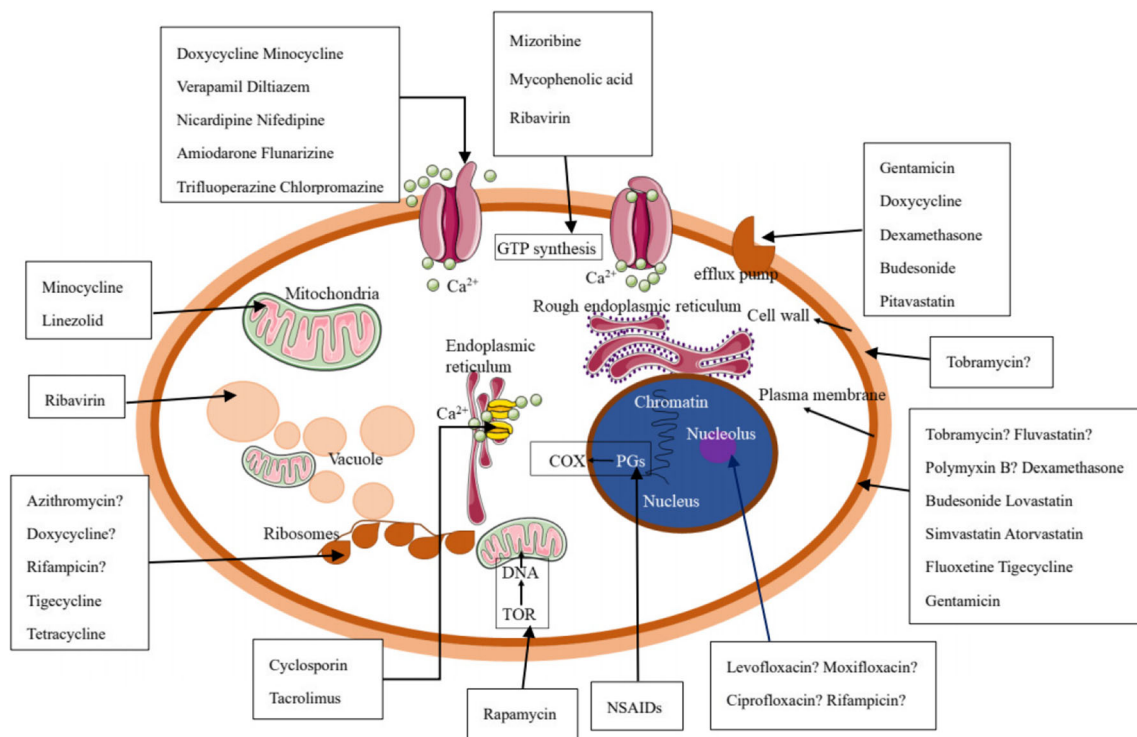 Doxycycline Minocycline
Verapamil Diltiazem
Nicardipine Nifedipine
Amiodarone Flunarizine
Trifluoperazine Chlorpromazine
Mizoribine
Mycophenolic acid
Ribavirin
Gentamicin
Doxycycline
Dexamethasone
Budesonide
Pitavastatin
GTP synthesis
Ca²⁺
Ca²⁺
efflux pump
Minocycline
Linezolid
Mitochondria
Rough endoplasmic reticulum
Cell wall
Endoplasmic
reticulum
Tobramycin?
Ribavirin
Ca²⁺
Chromatin
Plasma membrane
Nucleolus
Vacuole
COX
PGs
Nucleus
Tobramycin? Fluvastatin?
Polymyxin B? Dexamethasone
Budesonide Lovastatin
Simvastatin Atorvastatin
Fluoxetine Tigecycline
Gentamicin
Azithromycin?
Doxycycline?
Rifampicin?
Tigecycline
Tetracycline
Ribosomes
DNA
TOR
Cyclosporin
Tacrolimus
Rapamycin
NSAIDs
Levofloxacin? Moxifloxacin?
Ciprofloxacin? Rifampicin?